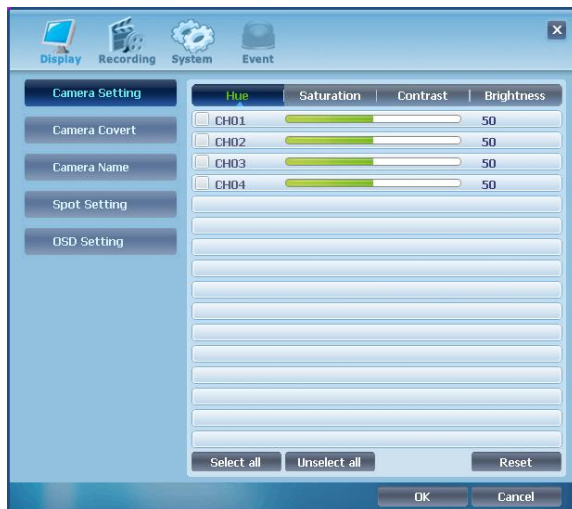 Display Recording System Event
Camera Setting
Camera Covert
Camera Name
Spot Setting
OSD Setting
Hue Saturation Contrast Brightness
CH01 50
CH02 50
CH03 50
CH04 50
Select all Unselect all Reset
OK Cancel